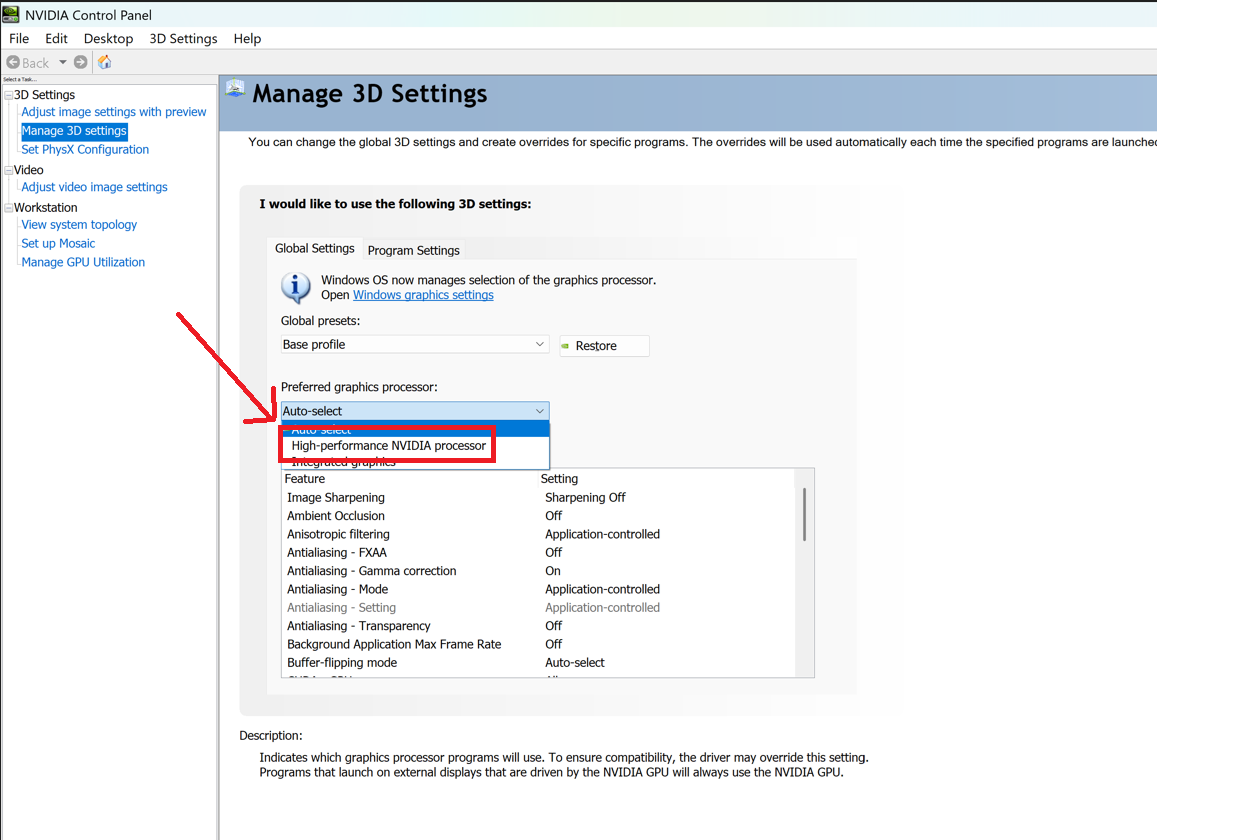 NVIDIA Control Panel
File Edit Desktop 3D Settings Help
Back
Select a Task...
3D Settings
Adjust image settings with preview
Manage 3D settings
Set PhysX Configuration
Video
Adjust video image settings
Workstation
View system topology
Set up Mosaic
Manage GPU Utilization
Manage 3D Settings
You can change the global 3D settings and create overrides for specific programs. The overrides will be used automatically each time the specified programs are launched
I would like to use the following 3D settings:
Global Settings Program Settings
Windows OS now manages selection of the graphics processor.
Open Windows graphics settings
Global presets:
Base profile Restore
Preferred graphics processor:
Auto-select
Auto-select
High-performance NVIDIA processor
Integrated graphics
Feature Setting
Image Sharpening Sharpening Off
Ambient Occlusion Off
Anisotropic filtering Application-controlled
Antialiasing - FXAA Off
Antialiasing - Gamma correction On
Antialiasing - Mode Application-controlled
Antialiasing - Setting Application-controlled
Antialiasing - Transparency Off
Background Application Max Frame Rate Off
Buffer-flipping mode Auto-select
Description:
Indicates which graphics processor programs will use. To ensure compatibility, the driver may override this setting.
Programs that launch on external displays that are driven by the NVIDIA GPU will always use the NVIDIA GPU.